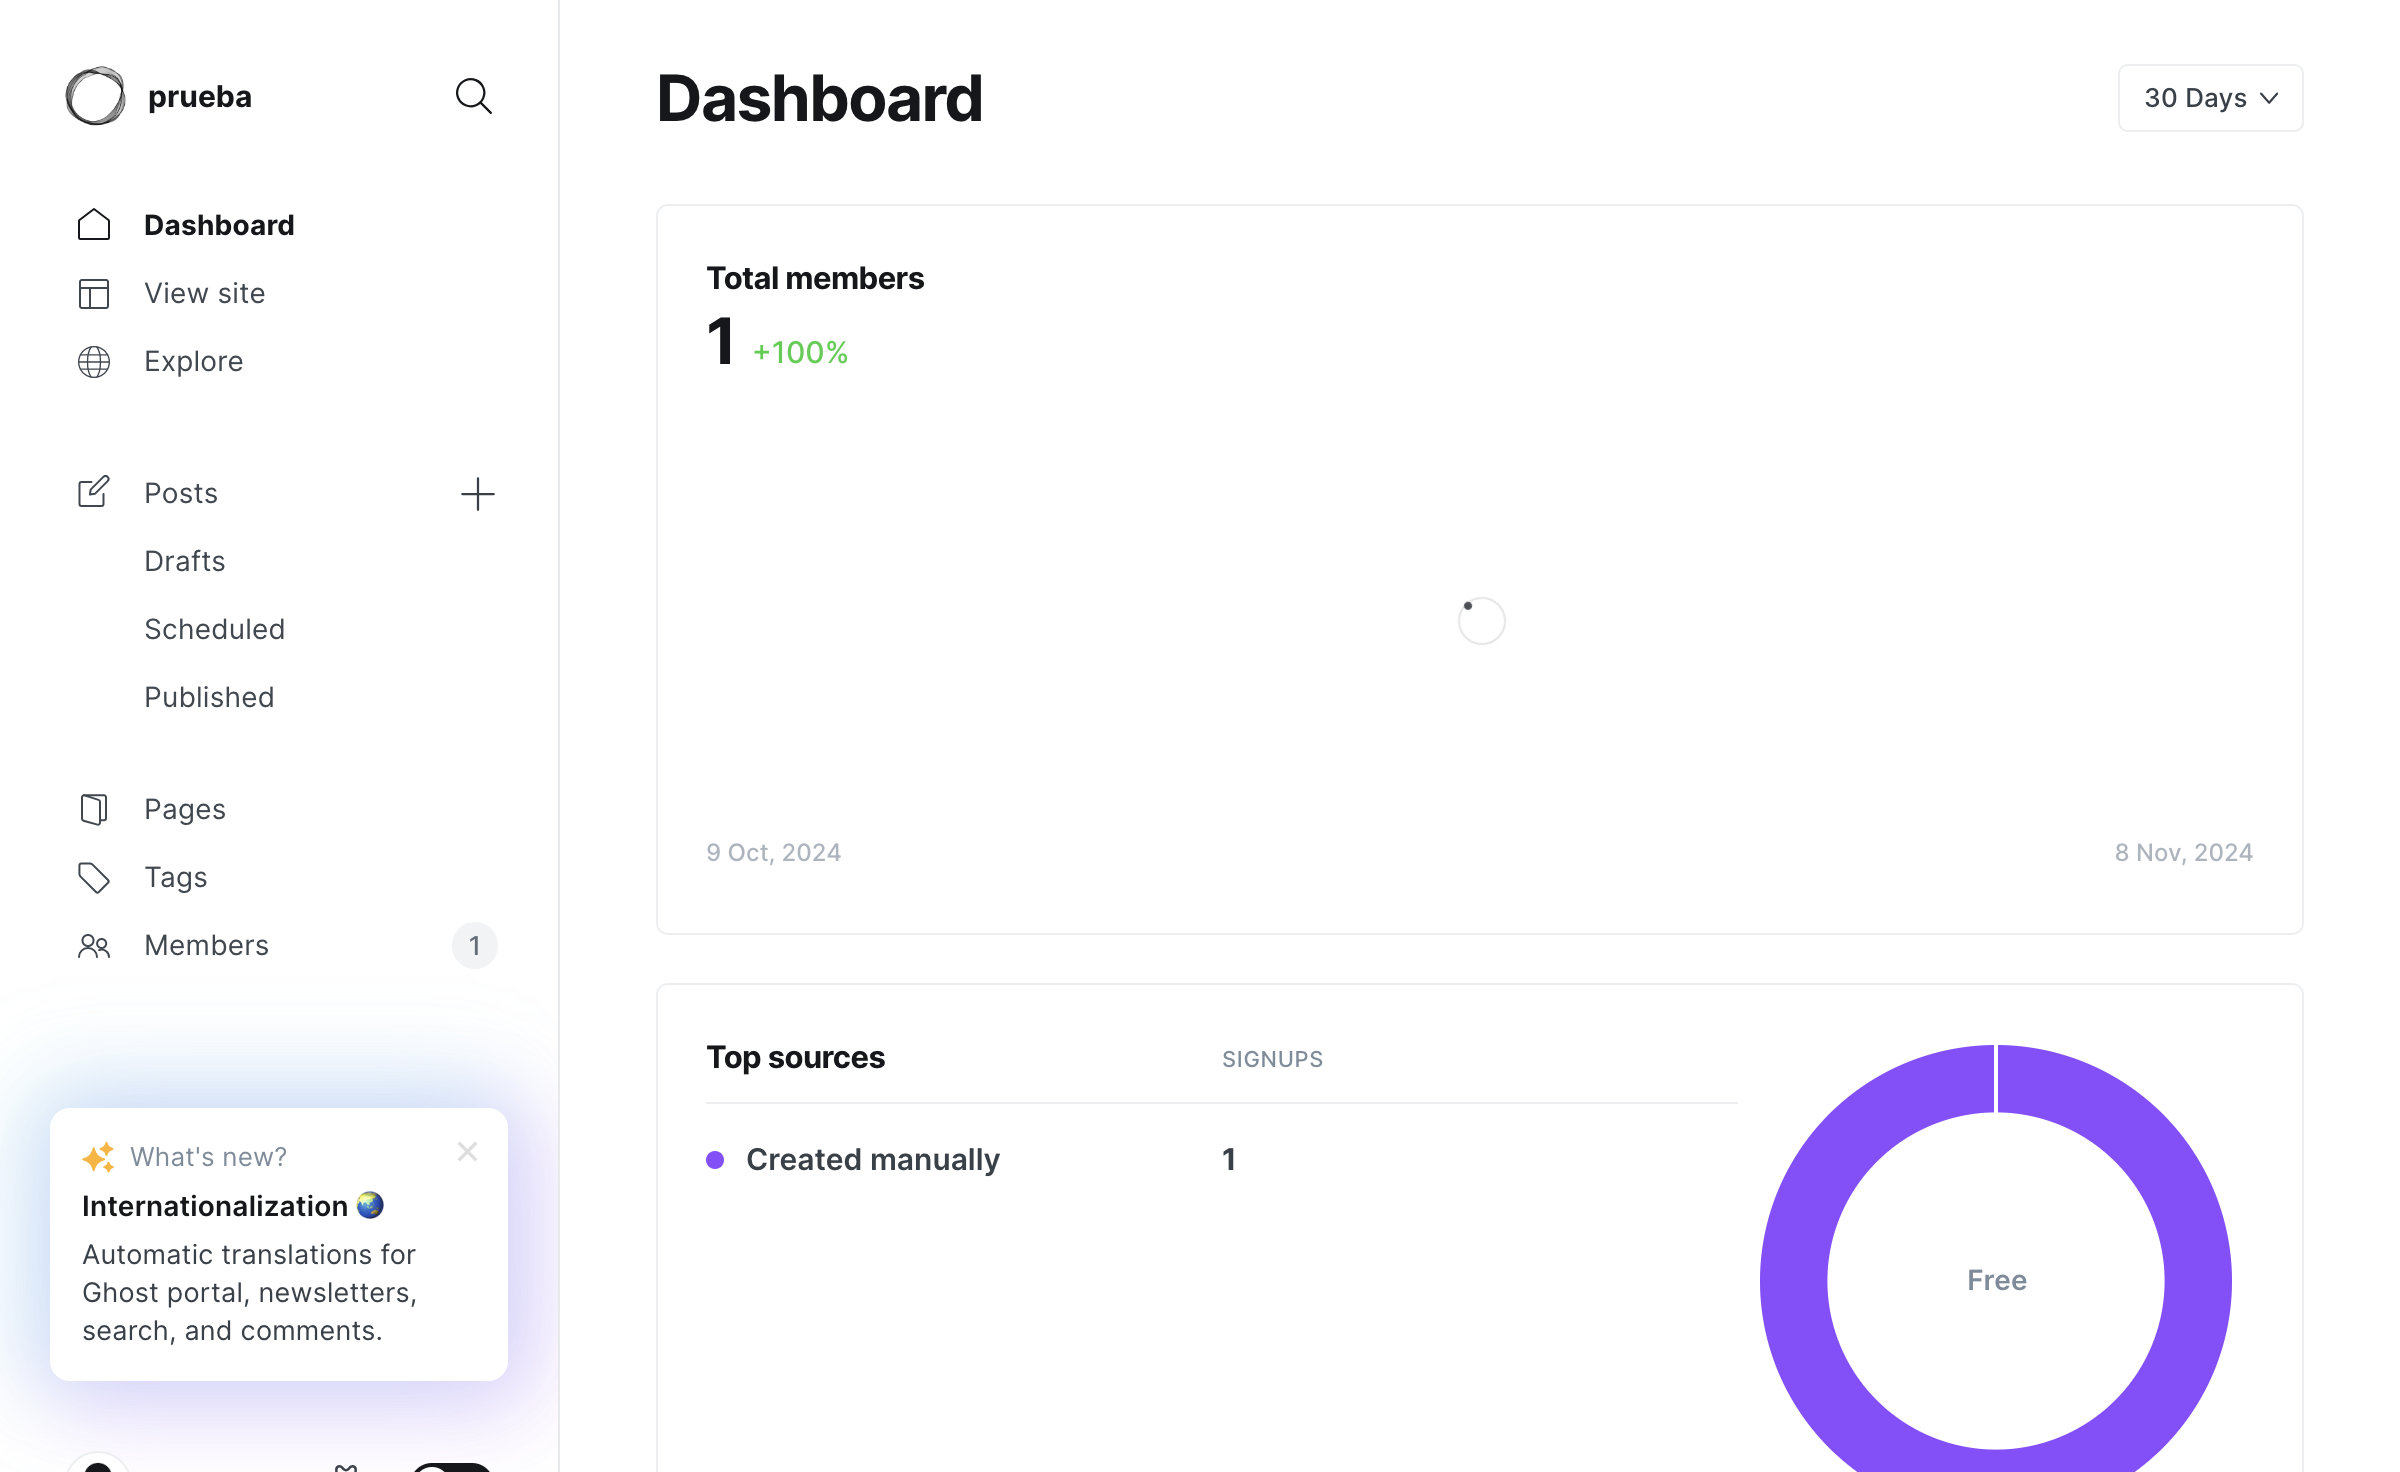 prueba
Dashboard
View site
Explore
Posts
Drafts
Scheduled
Published
Pages
Tags
Members
1
What's new?
Internationalization
Automatic translations for
Ghost portal, newsletters,
search, and comments.
Dashboard
30 Days
Total members
1 +100%
9 Oct, 2024
8 Nov, 2024
Top sources SIGNUPS
Created manually 1
Free